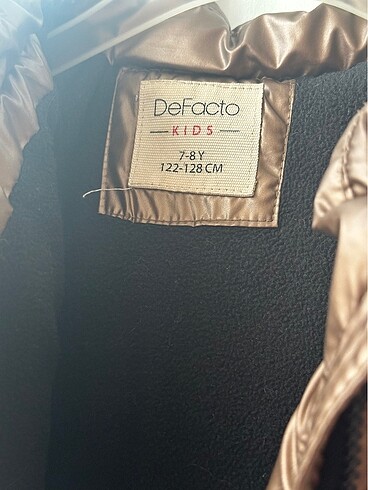 DeFacto
KIDS
7-8 Y
122-128 CM